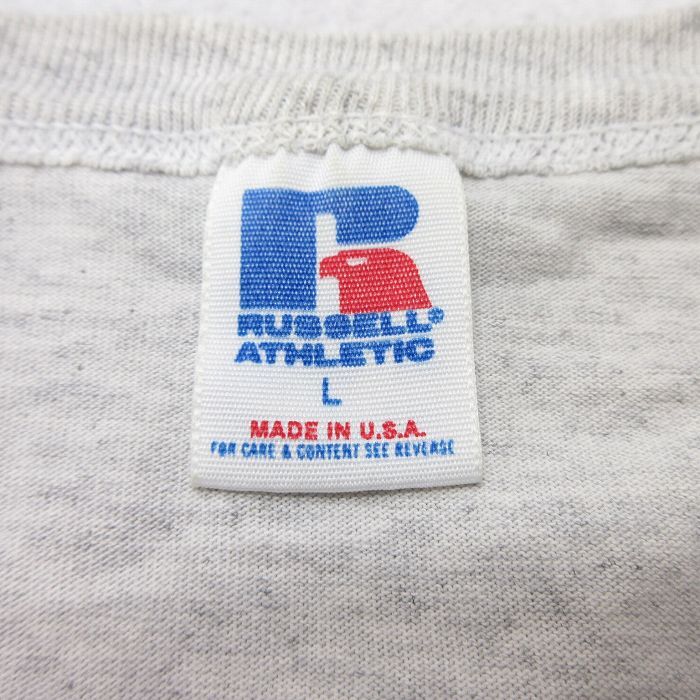 RUSSELL®
ATHLETIC
L
MADE IN U.S.A.
FOR CARE & CONTENT SEE REVERSE